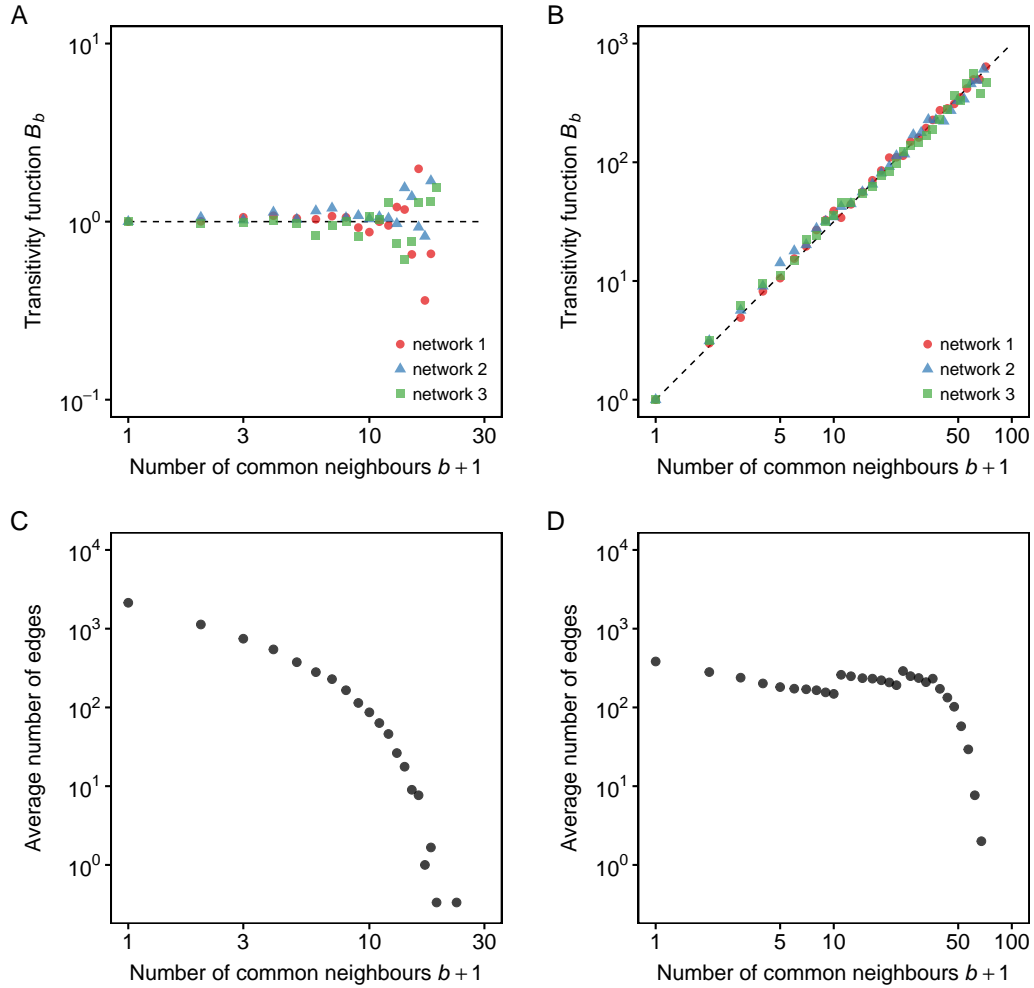 A
Transitivity function B_b
10^1
10^0
10^−1
network 1
network 2
network 3
1 3 10 30
Number of common neighbours b + 1
B
Transitivity function B_b
10^3
10^2
10^1
10^0
network 1
network 2
network 3
1 5 10 50 100
Number of common neighbours b + 1
C
Average number of edges
10^4
10^3
10^2
10^1
10^0
1 3 10 30
Number of common neighbours b + 1
D
Average number of edges
10^4
10^3
10^2
10^1
10^0
1 5 10 50 100
Number of common neighbours b + 1